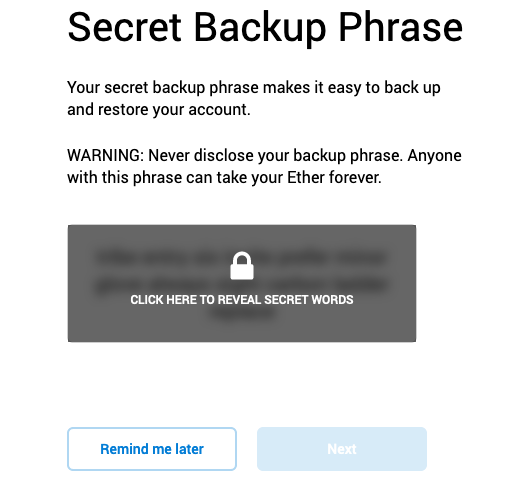 Secret Backup Phrase
Your secret backup phrase makes it easy to back up
and restore your account.
WARNING: Never disclose your backup phrase. Anyone
with this phrase can take your Ether forever.
CLICK HERE TO REVEAL SECRET WORDS
Remind me later
Next